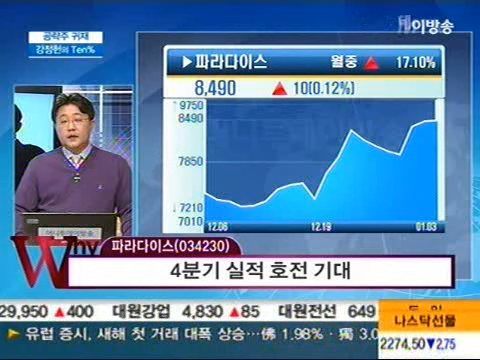 공략주 귀재
강정헌의 Ten%
이방송
▶파라다이스 월중 ▲ 17.10%
8,490 ▲ 10(0.12%)
9750
8490
7850
7210
7010
12.06 12.19 01.03
Why
파라다이스(034230)
4분기 실적 호전 기대
29,950 ▲400 대원강업 4,830 ▲85 대원전선 649
▶ 유럽 증시, 새해 첫 거래 대폭 상승…佛 1.98%· 獨 3.0
나스닥선물
2274,50▼2,75